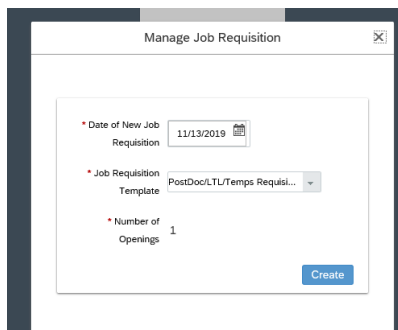 Manage Job Requisition
* Date of New Job
Requisition
11/13/2019
* Job Requisition
Template
PostDoc/LTL/Temps Requisi...
* Number of
Openings
1
Create